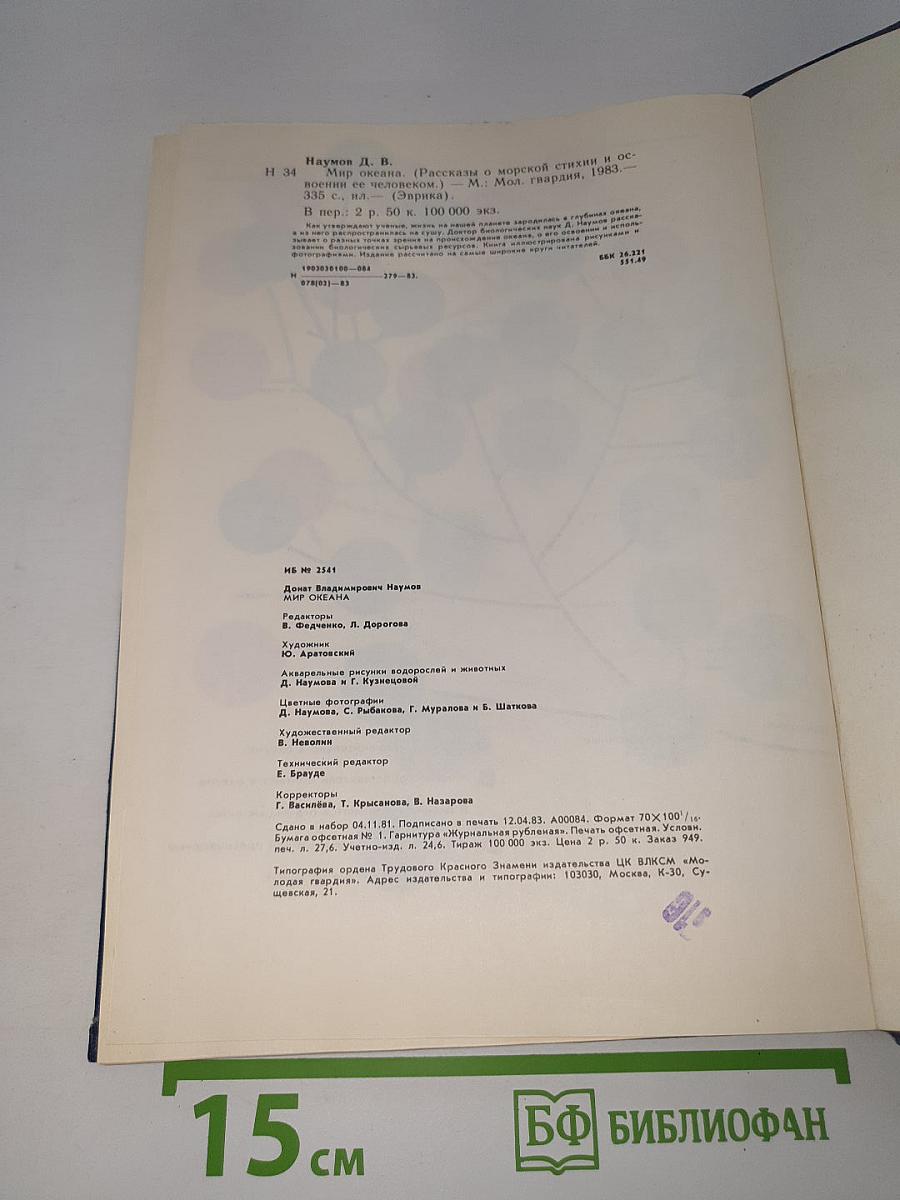 Наумов Д. В.
Н 34 Мир океана. (Рассказы о морской стихии и ос-
воении ее человеком.) — М.: Мол. гвардия, 1983.—
335 с., ил.— (Эврика).
В пер.: 2 р. 50 к. 100 000 экз.
Как утверждают ученые, жизнь на нашей планете зародилась в глубинах океана,
а из него распространилась на сушу. Доктор биологических наук Д. Наумов расска-
зывает о разных точках зрения на происхождение океана, о его освоении и исполь-
зовании биологических сырьевых ресурсов. Книга иллюстрирована рисунками и
фотографиями. Издание рассчитано на самые широкие круги читателей.
1903030100—084
Н ————— 279—83.
078(02)—83
ББК 26.221
551.49
ИБ № 2541
Донат Владимирович Наумов
МИР ОКЕАНА
Редакторы
В. Федченко, Л. Дорогова
Художник
Ю. Аратовский
Акварельные рисунки водорослей и животных
Д. Наумова и Г. Кузнецовой
Цветные фотографии
Д. Наумова, С. Рыбакова, Г. Муралова и Б. Шаткова
Художественный редактор
В. Неволин
Технический редактор
Е. Брауде
Корректоры
Г. Василёва, Т. Крысанова, В. Назарова
Сдано в набор 04.11.81. Подписано в печать 12.04.83. А00084. Формат 70×100¹/₁₆.
Бумага офсетная № 1. Гарнитура «Журнальная рубленая». Печать офсетная. Условн.
печ. л. 27,6. Учетно-изд. л. 24,6. Тираж 100 000 экз. Цена 2 р. 50 к. Заказ 949.
Типография ордена Трудового Красного Знамени издательства ЦК ВЛКСМ «Мо-
лодая гвардия». Адрес издательства и типографии: 103030, Москва, К-30, Су-
щевская, 21.
15 см
БФ БИБЛИОФАН